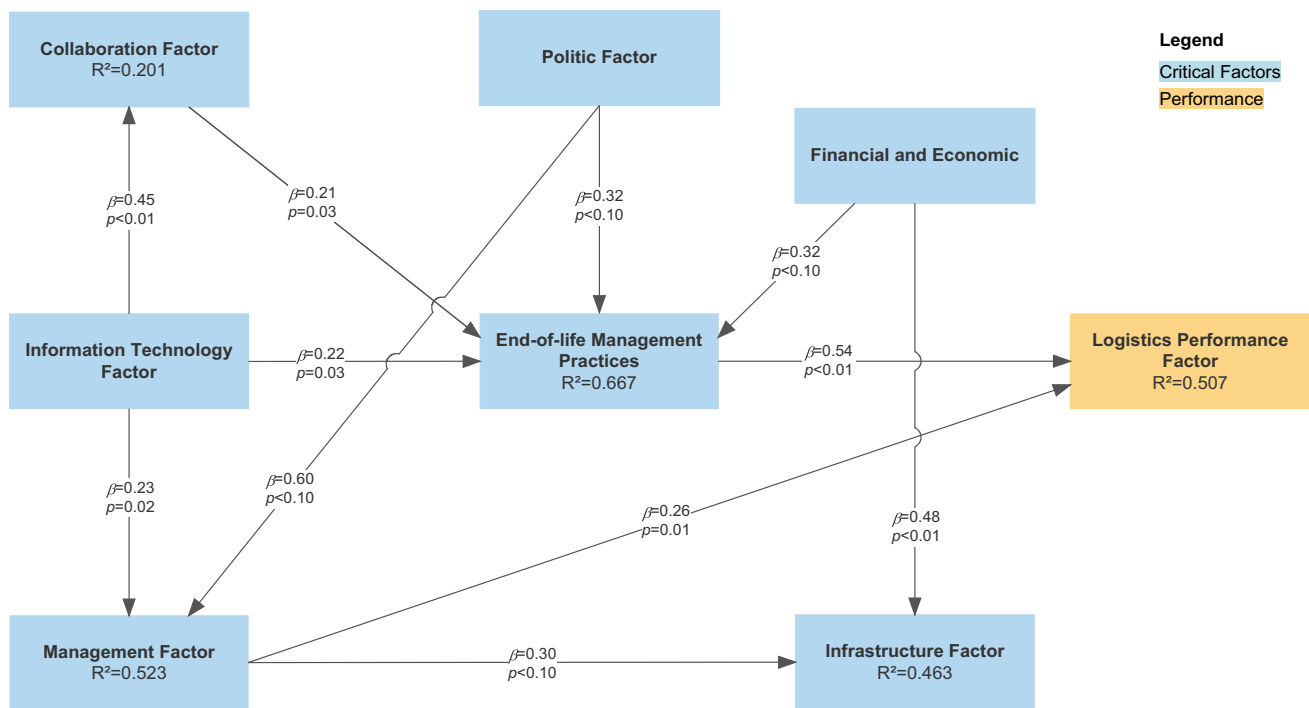 Collaboration Factor
R²=0.201
Politic Factor
Legend
Critical Factors
Performance
Financial and Economic
β=0.45
p<0.01
β=0.21
p=0.03
β=0.32
p<0.10
β=0.32
p<0.10
Information Technology
Factor
β=0.22
p=0.03
End-of-life Management
Practices
R²=0.667
β=0.54
p<0.01
Logistics Performance
Factor
R²=0.507
β=0.23
p=0.02
β=0.60
p<0.10
β=0.26
p=0.01
β=0.48
p<0.01
Management Factor
R²=0.523
β=0.30
p<0.10
Infrastructure Factor
R²=0.463